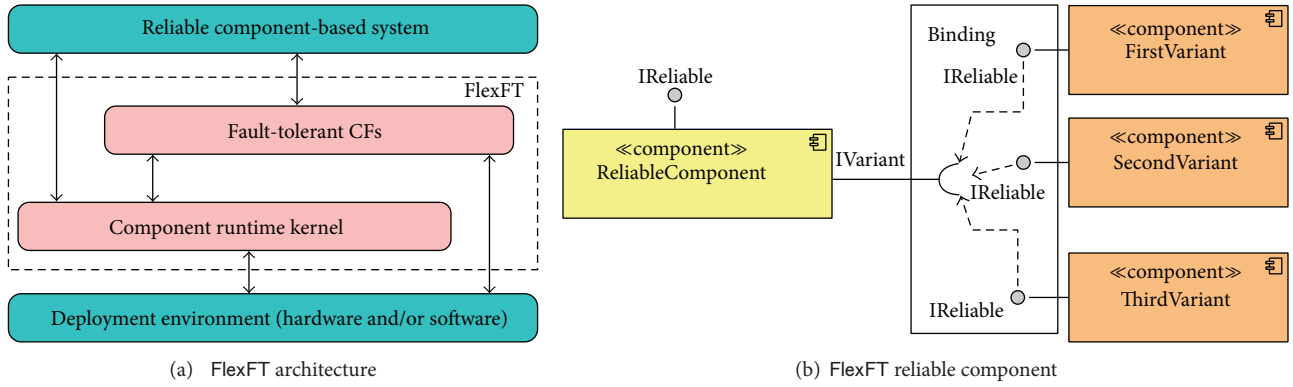 Reliable component-based system
FlexFT
Fault-tolerant CFs
Component runtime kernel
Deployment environment (hardware and/or software)
(a) FlexFT architecture
IReliable
≪component≫
ReliableComponent
IVariant
Binding
IReliable
IReliable
IReliable
≪component≫
FirstVariant
≪component≫
SecondVariant
≪component≫
ThirdVariant
(b) FlexFT reliable component